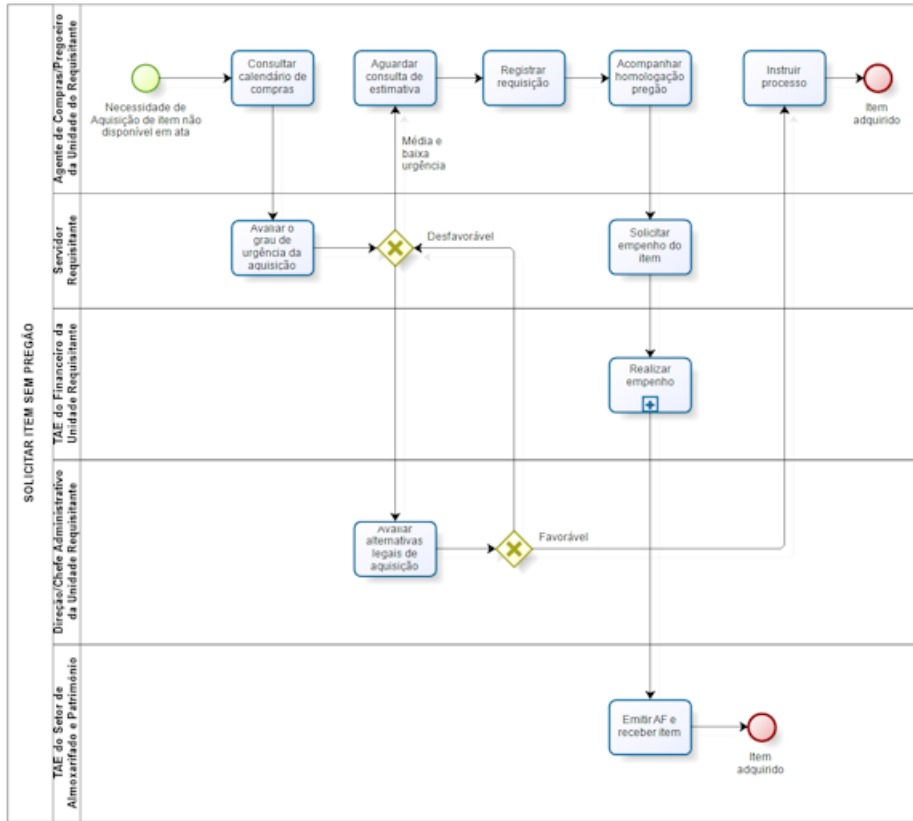 SOLICITAR ITEM SEM PREGÃO
Agente de Compras/Pregoeiro
da Unidade do Requisitante
Necessidade de
Aquisição de item não
disponível em ata
Consultar
calendário de
compras
Aguardar
consulta de
estimativa
Registrar
requisição
Acompanhar
homologação
pregão
Instruir
processo
Item
adquirido
Média e
baixa
urgência
Servidor
Requisitante
Avaliar o
grau de
urgência da
aquisição
Desfavorável
Solicitar
empenho do
item
TAE do Financeiro da
Unidade Requisitante
Realizar
empenho
Direção/Chefe Administrativo
da Unidade Requisitante
Avaliar
alternativas
legais de
aquisição
Favorável
TAE do Setor de
Almoxarifado e Patrimônio
Emitir AF e
receber item
Item
adquirido